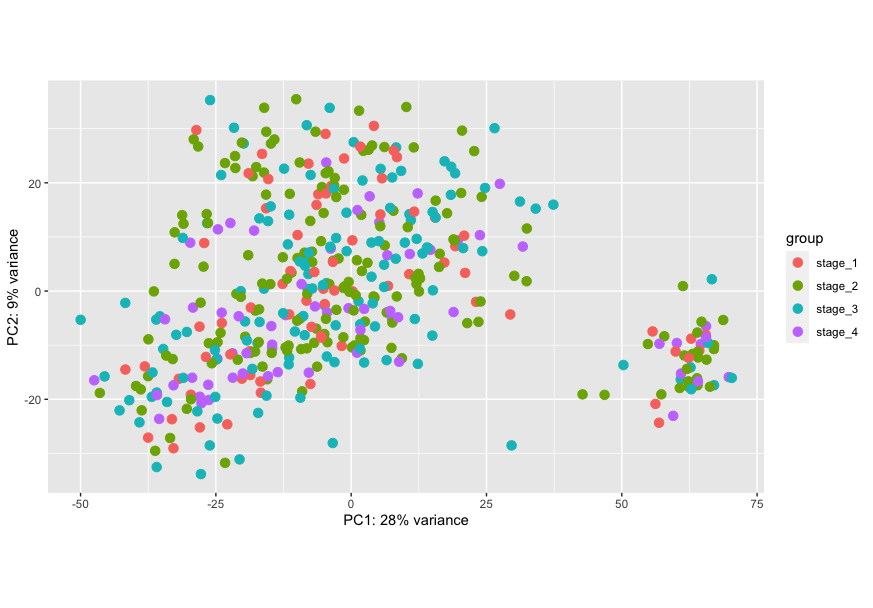 PC2: 9% variance
20
0
-20
-50
-25
0
25
50
75
PC1: 28% variance
group
stage_1
stage_2
stage_3
stage_4